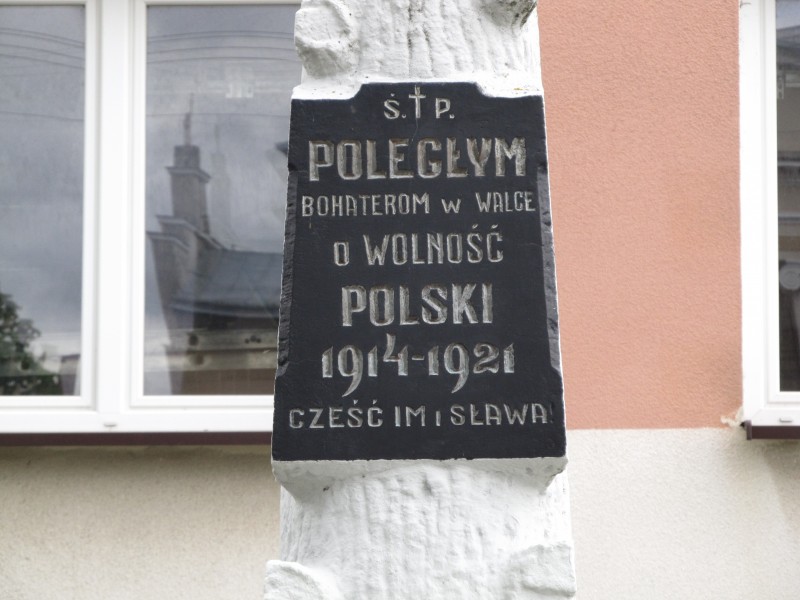 Ś.†P.
POLEGŁYM
BOHATEROM W WALCE
O WOLNOŚĆ
POLSKI
1914-1921
CZEŚĆ IM I SŁAWA!